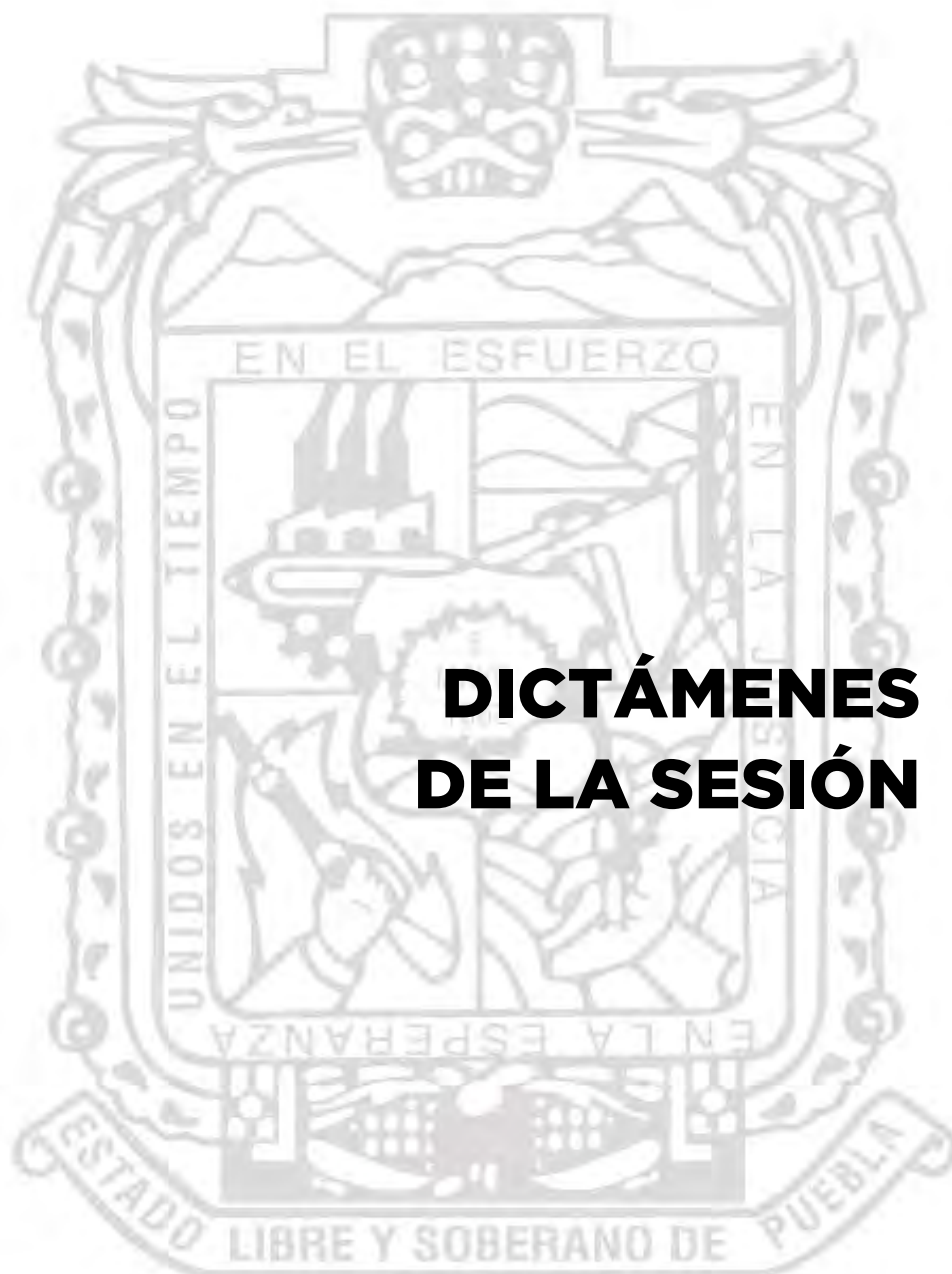 EN EL ESFUERZO
EN LA JUSTICIA
UNIDOS EN EL TIEMPO
DICTÁMENES
DE LA SESIÓN
EN LA ESPERANZA
ESTADO LIBRE Y SOBERANO DE PUEBLA